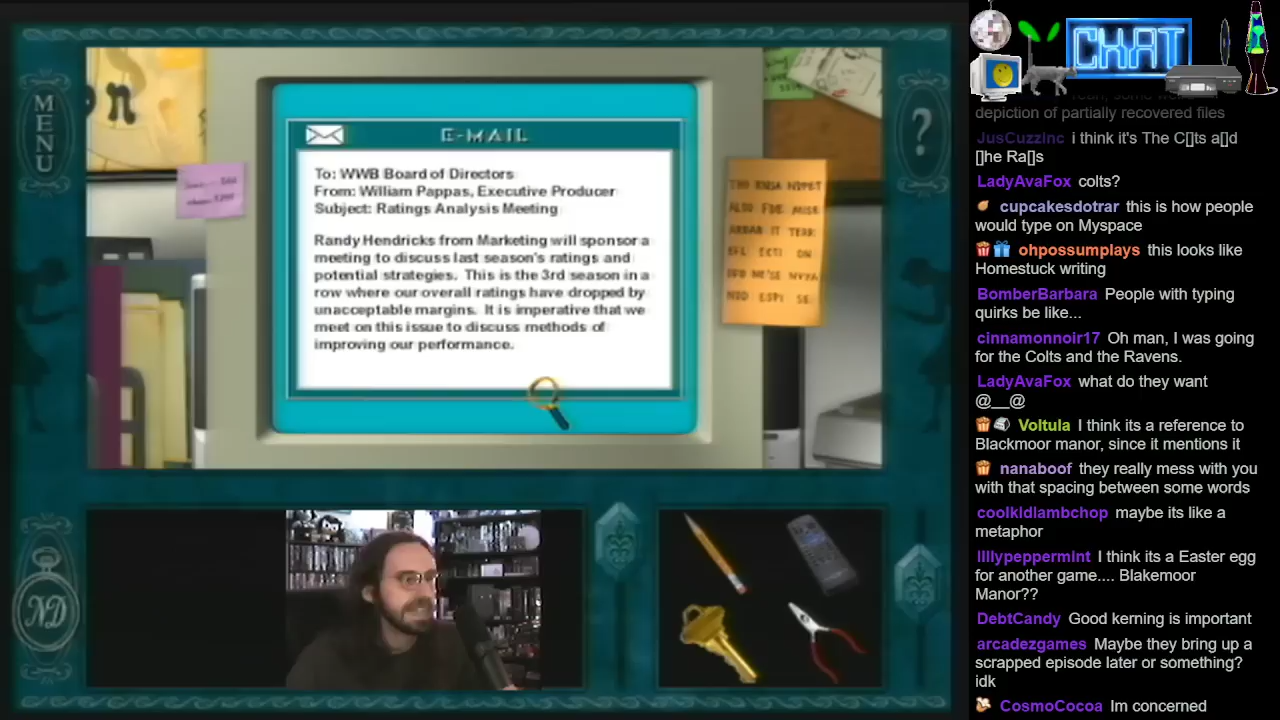 MENU
?
E-MAIL
To: WWB Board of Directors
From: William Pappas, Executive Producer
Subject: Ratings Analysis Meeting
Randy Hendricks from Marketing will sponsor a
meeting to discuss last season's ratings and
potential strategies. This is the 3rd season in a
row where our overall ratings have dropped by
unacceptable margins. It is imperative that we
meet on this issue to discuss methods of
improving our performance.
ND
CHAT
depiction of partially recovered files
JusCuzzInc i think it's The C[]ts a[]d
[]he Ra[]s
LadyAvaFox colts?
cupcakesdotrar this is how people
would type on Myspace
ohpossumplays this looks like
Homestuck writing
BomberBarbara People with typing
quirks be like...
cinnamonnoir17 Oh man, I was going
for the Colts and the Ravens.
LadyAvaFox what do they want
@__@
Voltula I think its a reference to
Blackmoor manor, since it mentions it
nanaboof they really mess with you
with that spacing between some words
coolkidlambchop maybe its like a
metaphor
llllypeppermint I think its a Easter egg
for another game.... Blakemoor
Manor??
DebtCandy Good kerning is important
arcadezgames Maybe they bring up a
scrapped episode later or something?
idk
CosmoCocoa Im concerned